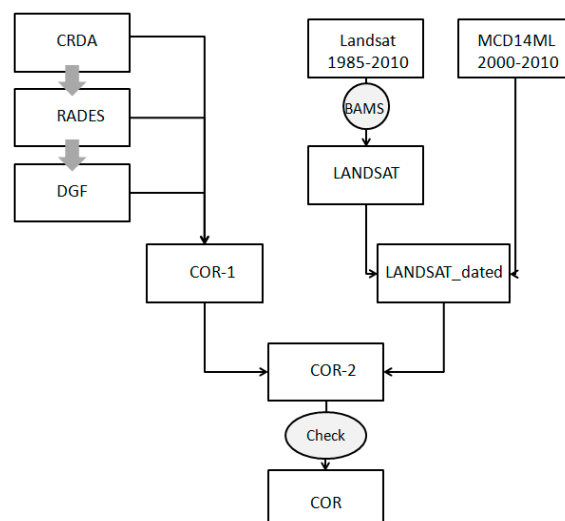 CRDA
Landsat
1985-2010
MCD14ML
2000-2010
BAMS
RADES
LANDSAT
DGF
COR-1
LANDSAT_dated
COR-2
Check
COR